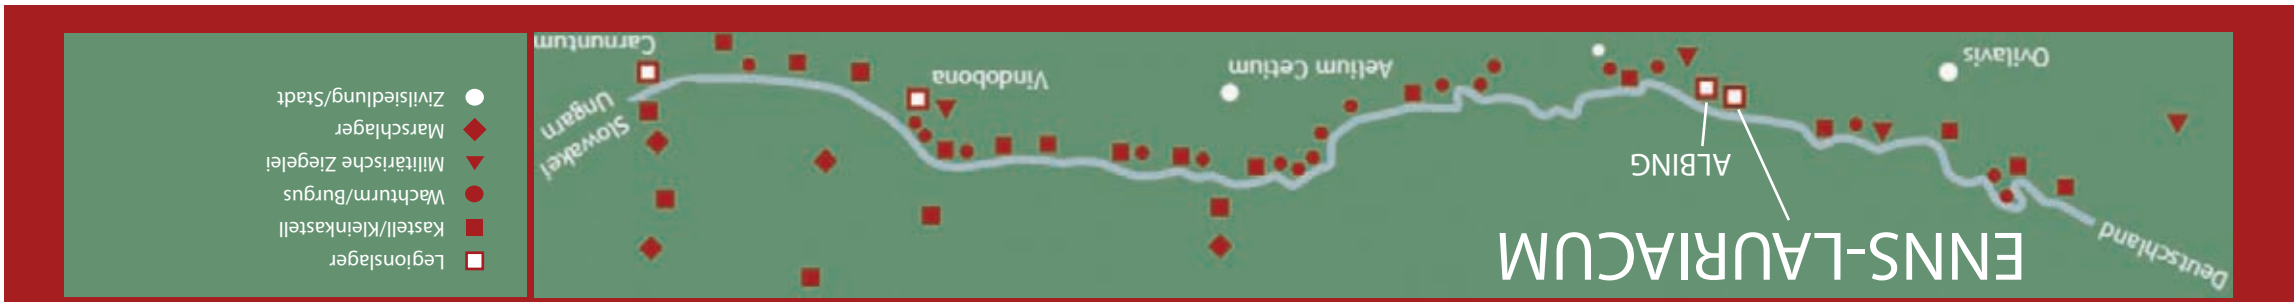 Deutschland
ENNS-LAURIACUM
ALBING
Slowakei
Ungarn
Ovilavis
Aelium Cetium
Vindobona
Carnuntum
Legionslager
Kastell/Kleinkastell
Wachturm/Burgus
Militärische Ziegelei
Marschlager
Zivilsiedlung/Stadt